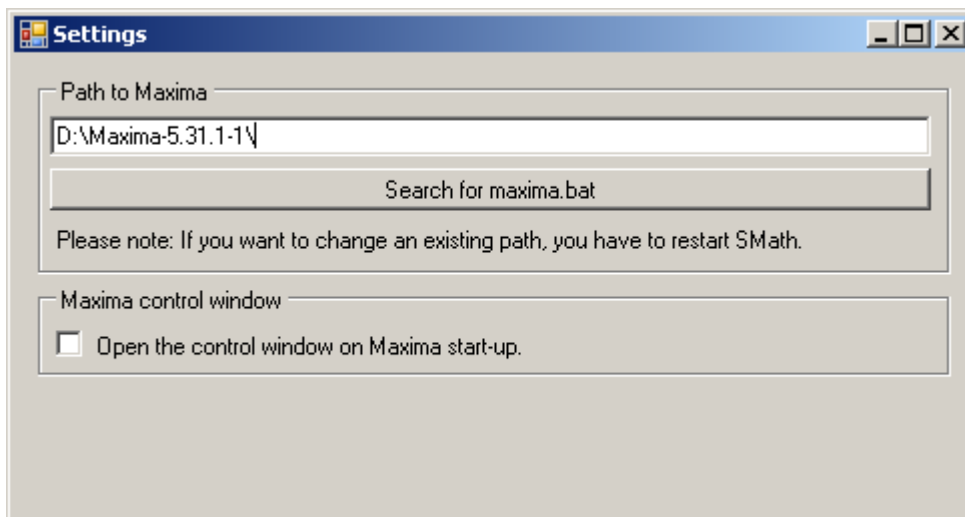 Settings
Path to Maxima
D:\Maxima-5.31.1-1\
Search for maxima.bat
Please note: If you want to change an existing path, you have to restart SMath.
Maxima control window
Open the control window on Maxima start-up.